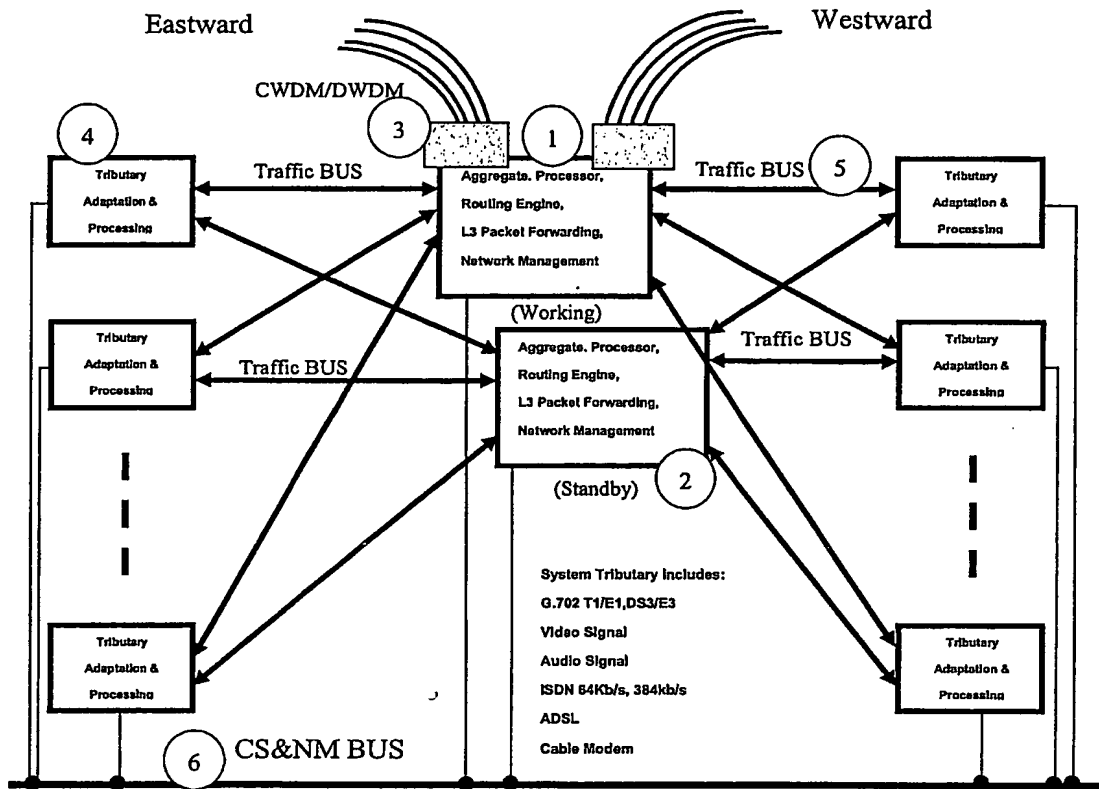 Eastward
Westward
CWDM/DWDM
3
1
4
5
Tributary
Adaptation &
Processing
Traffic BUS
Aggregate. Processor,
Routing Engine,
L3 Packet Forwarding,
Network Management
(Working)
Traffic BUS
Tributary
Adaptation &
Processing
Tributary
Adaptation &
Processing
Traffic BUS
Aggregate. Processor,
Routing Engine,
L3 Packet Forwarding,
Network Management
(Standby)
2
Traffic BUS
Tributary
Adaptation &
Processing
Tributary
Adaptation &
Processing
System Tributary Includes:
G.702 T1/E1,DS3/E3
Video Signal
Audio Signal
ISDN 64Kb/s, 384kb/s
ADSL
Cable Modem
Tributary
Adaptation &
Processing
6
CS&NM BUS